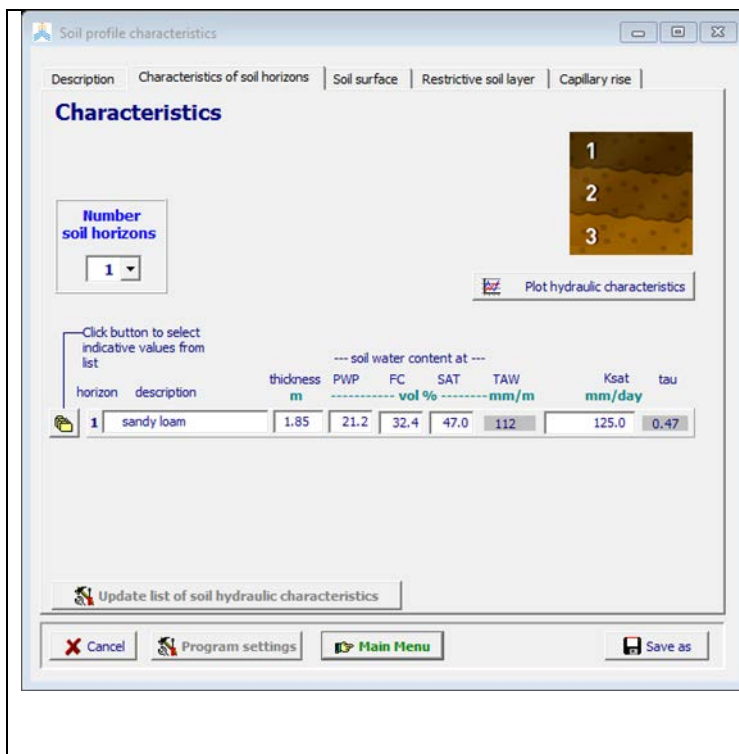 Soil profile characteristics
Description Characteristics of soil horizons Soil surface Restrictive soil layer Capillary rise
Characteristics
1
2
3
Number
soil horizons
1
Plot hydraulic characteristics
Click button to select
indicative values from
list
--- soil water content at ---
thickness PWP FC SAT TAW Ksat tau
horizon description m ----------- vol % --------mm/m mm/day
1 sandy loam 1.85 21.2 32.4 47.0 112 125.0 0.47
Update list of soil hydraulic characteristics
Cancel Program settings Main Menu Save as